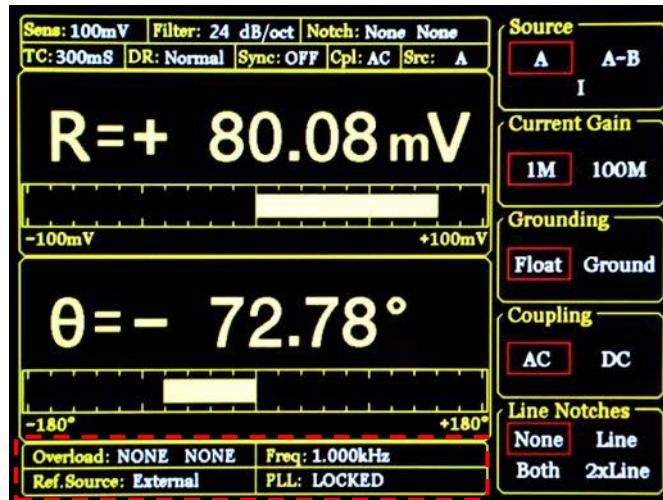 Sens: 100mV Filter: 24 dB/oct Notch: None None
TC: 300mS DR: Normal Sync: OFF Cpl: AC Src: A
R=+ 80.08 mV
-100mV +100mV
θ=- 72.78°
-180° +180°
Overload: NONE NONE Freq: 1.000kHz
Ref.Source: External PLL: LOCKED
Source
A A-B
I
Current Gain
1M 100M
Grounding
Float Ground
Coupling
AC DC
Line Notches
None Line
Both 2xLine